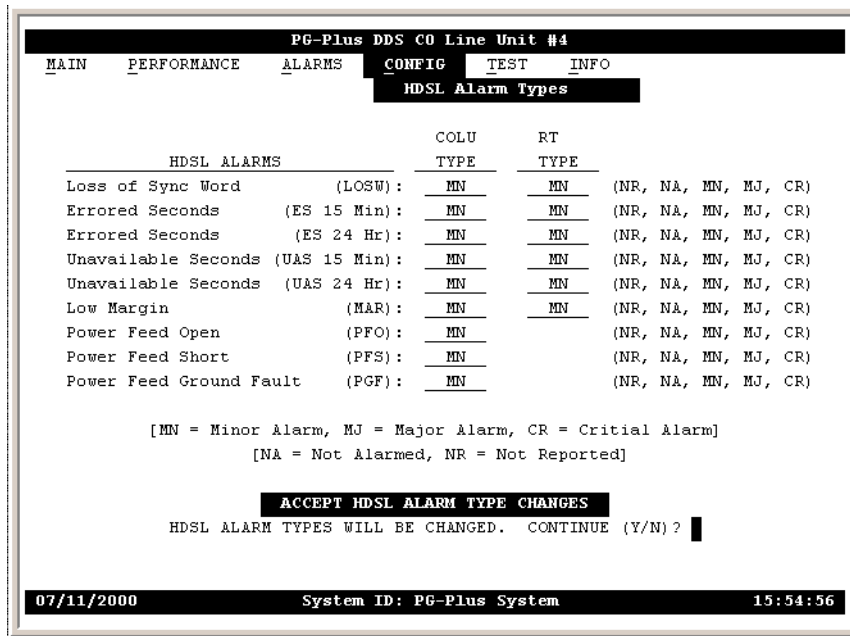 PG-Plus DDS CO Line Unit #4
MAIN PERFORMANCE ALARMS CONFIG TEST INFO
HDSL Alarm Types
COLU RT
HDSL ALARMS TYPE TYPE
Loss of Sync Word (LOSW): MN MN (NR, NA, MN, MJ, CR)
Errored Seconds (ES 15 Min): MN MN (NR, NA, MN, MJ, CR)
Errored Seconds (ES 24 Hr): MN MN (NR, NA, MN, MJ, CR)
Unavailable Seconds (UAS 15 Min): MN MN (NR, NA, MN, MJ, CR)
Unavailable Seconds (UAS 24 Hr): MN MN (NR, NA, MN, MJ, CR)
Low Margin (MAR): MN MN (NR, NA, MN, MJ, CR)
Power Feed Open (PFO): MN (NR, NA, MN, MJ, CR)
Power Feed Short (PFS): MN (NR, NA, MN, MJ, CR)
Power Feed Ground Fault (PGF): MN (NR, NA, MN, MJ, CR)
[MN = Minor Alarm, MJ = Major Alarm, CR = Critial Alarm]
[NA = Not Alarmed, NR = Not Reported]
ACCEPT HDSL ALARM TYPE CHANGES
HDSL ALARM TYPES WILL BE CHANGED. CONTINUE (Y/N)?
07/11/2000 System ID: PG-Plus System 15:54:56